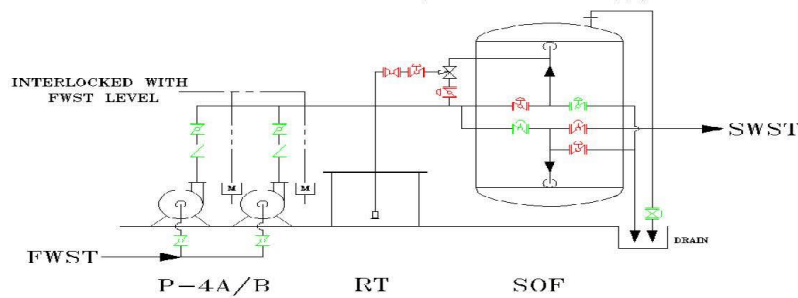 INTERLOCKED WITH
FWST LEVEL
SWST
M
M
DRAIN
FWST
P-4A/B
RT
SOF